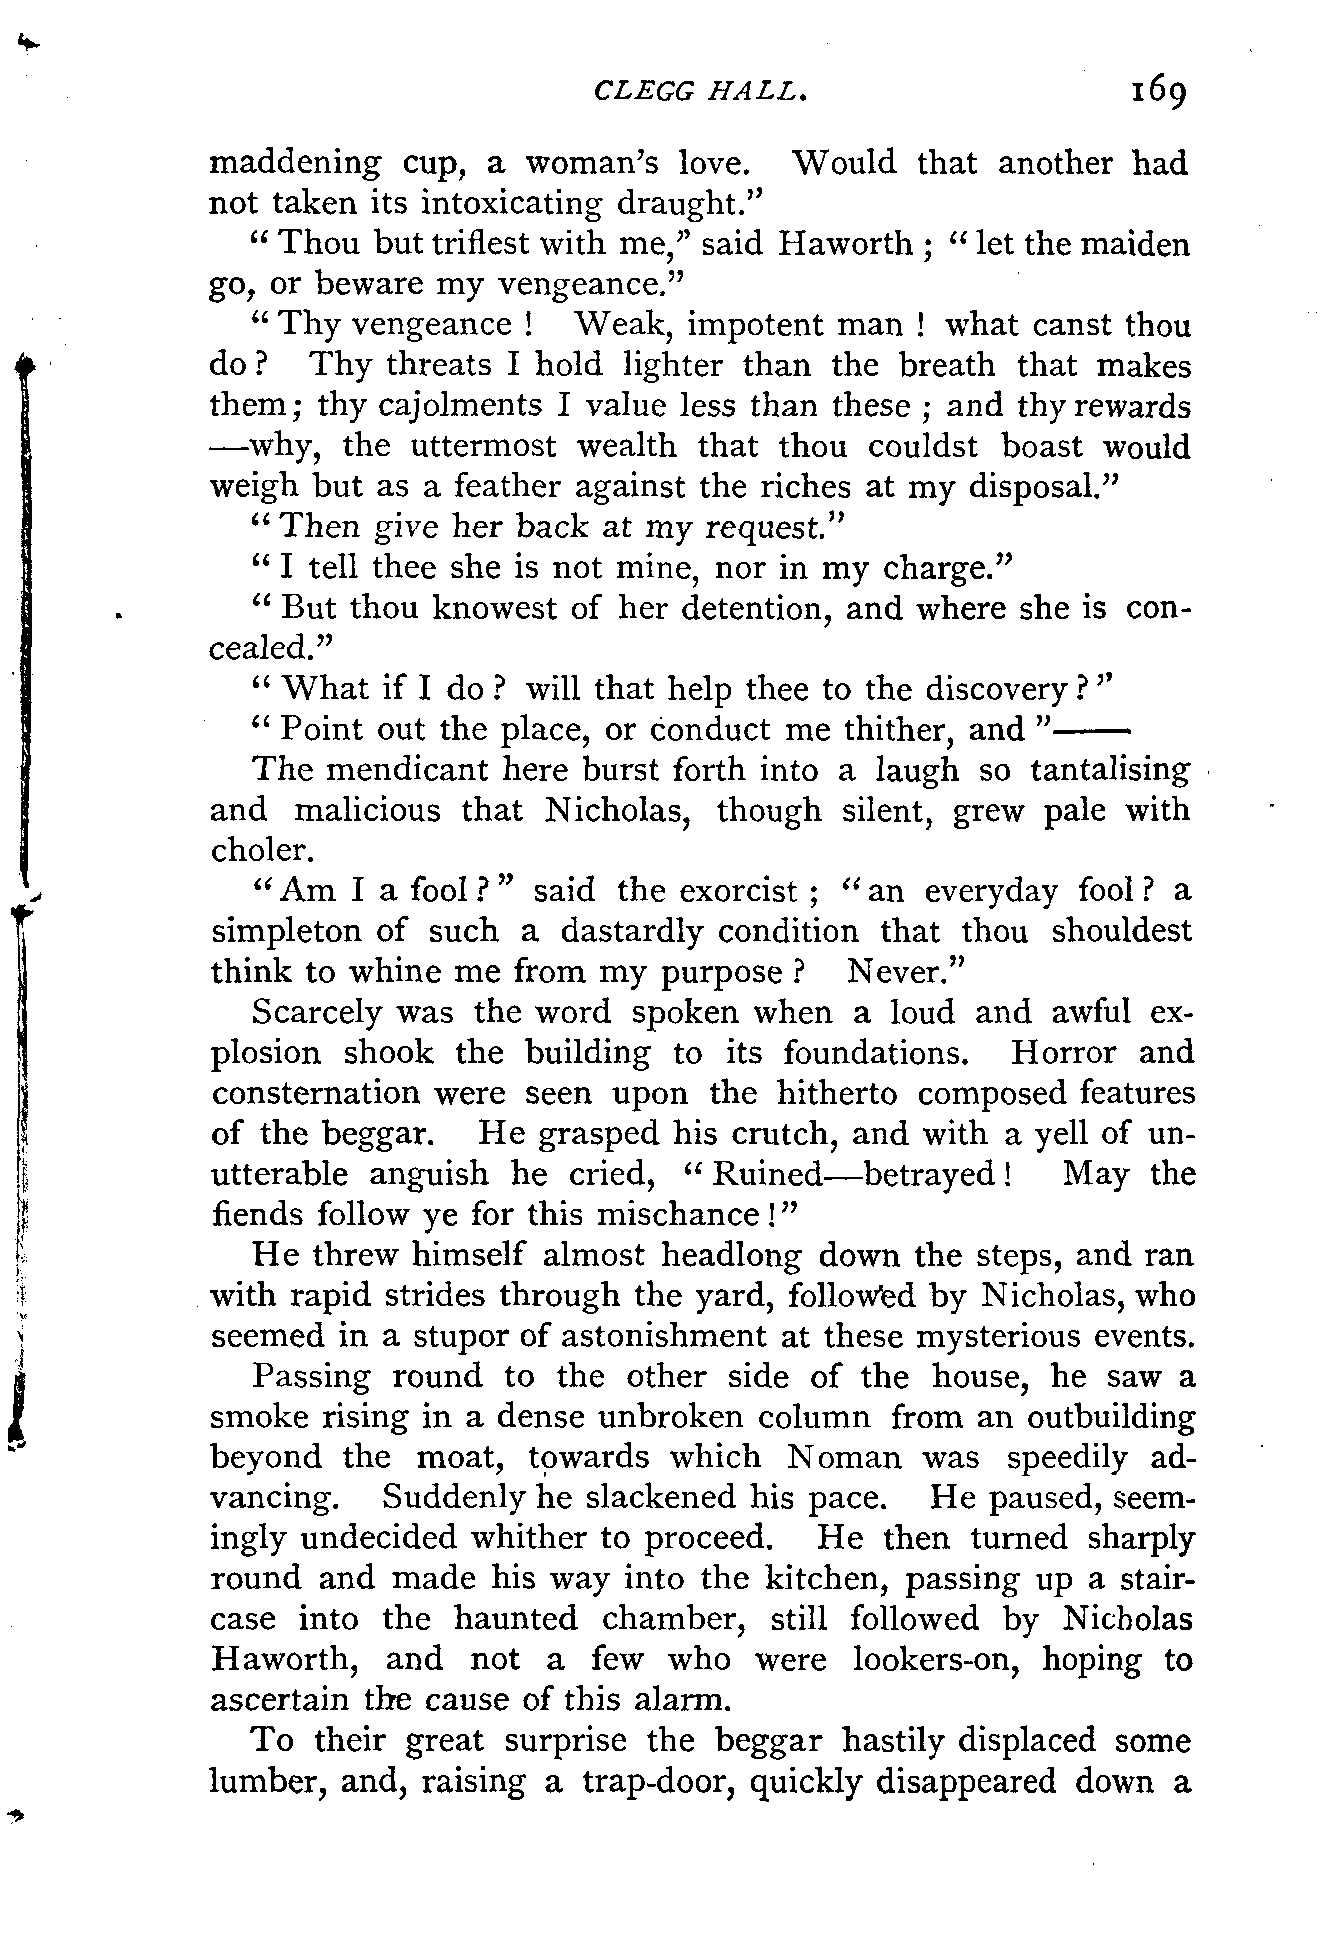 CLEGG HALL. 169
maddening cup, a woman's love. Would that another had
not taken its intoxicating draught."
"Thou but triflest with me," said Haworth; "let the maiden
go, or beware my vengeance."
"Thy vengeance! Weak, impotent man! what canst thou
do? Thy threats I hold lighter than the breath that makes
them; thy cajolments I value less than these; and thy rewards
—why, the uttermost wealth that thou couldst boast would
weigh but as a feather against the riches at my disposal."
"Then give her back at my request."
"I tell thee she is not mine, nor in my charge."
"But thou knowest of her detention, and where she is con-
cealed."
"What if I do? will that help thee to the discovery?"
"Point out the place, or conduct me thither, and"——
The mendicant here burst forth into a laugh so tantalising
and malicious that Nicholas, though silent, grew pale with
choler.
"Am I a fool?" said the exorcist; "an everyday fool? a
simpleton of such a dastardly condition that thou shouldest
think to whine me from my purpose? Never."
Scarcely was the word spoken when a loud and awful ex-
plosion shook the building to its foundations. Horror and
consternation were seen upon the hitherto composed features
of the beggar. He grasped his crutch, and with a yell of un-
utterable anguish he cried, "Ruined—betrayed! May the
fiends follow ye for this mischance!"
He threw himself almost headlong down the steps, and ran
with rapid strides through the yard, followed by Nicholas, who
seemed in a stupor of astonishment at these mysterious events.
Passing round to the other side of the house, he saw a
smoke rising in a dense unbroken column from an outbuilding
beyond the moat, towards which Noman was speedily ad-
vancing. Suddenly he slackened his pace. He paused, seem-
ingly undecided whither to proceed. He then turned sharply
round and made his way into the kitchen, passing up a stair-
case into the haunted chamber, still followed by Nicholas
Haworth, and not a few who were lookers-on, hoping to
ascertain the cause of this alarm.
To their great surprise the beggar hastily displaced some
lumber, and, raising a trap-door, quickly disappeared down a